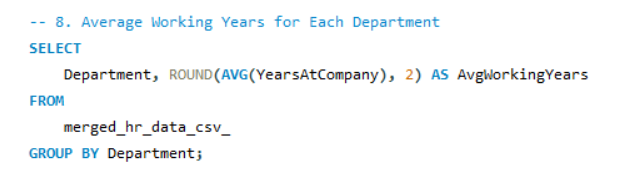 -- 8. Average Working Years for Each Department
SELECT
    Department, ROUND(AVG(YearsAtCompany), 2) AS AvgWorkingYears
FROM
    merged_hr_data_csv_
GROUP BY Department;